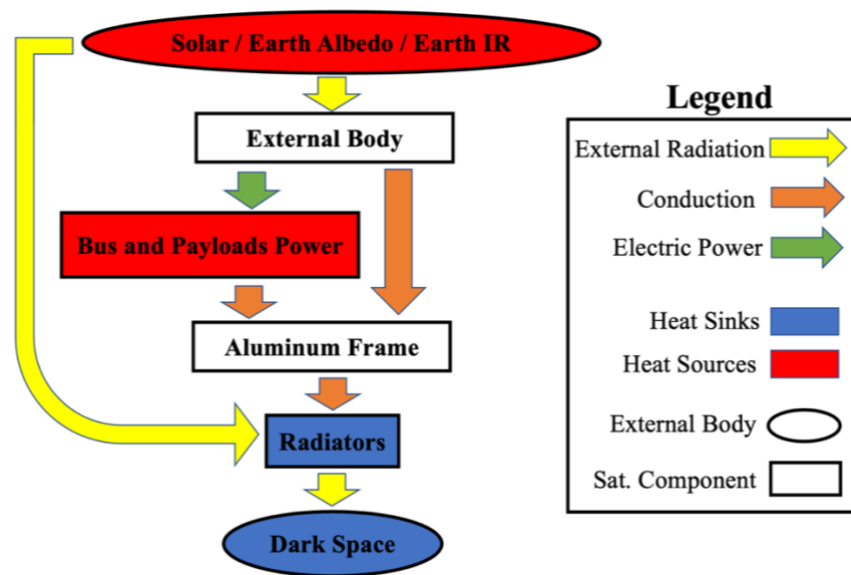 Solar / Earth Albedo / Earth IR
External Body
Bus and Payloads Power
Aluminum Frame
Radiators
Dark Space
Legend
External Radiation
Conduction
Electric Power
Heat Sinks
Heat Sources
External Body
Sat. Component